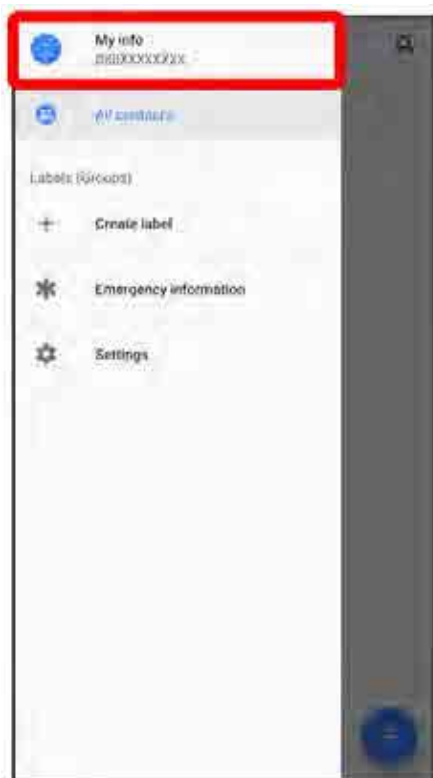 My info
All contacts
Labels (Groups)
Create label
Emergency information
Settings